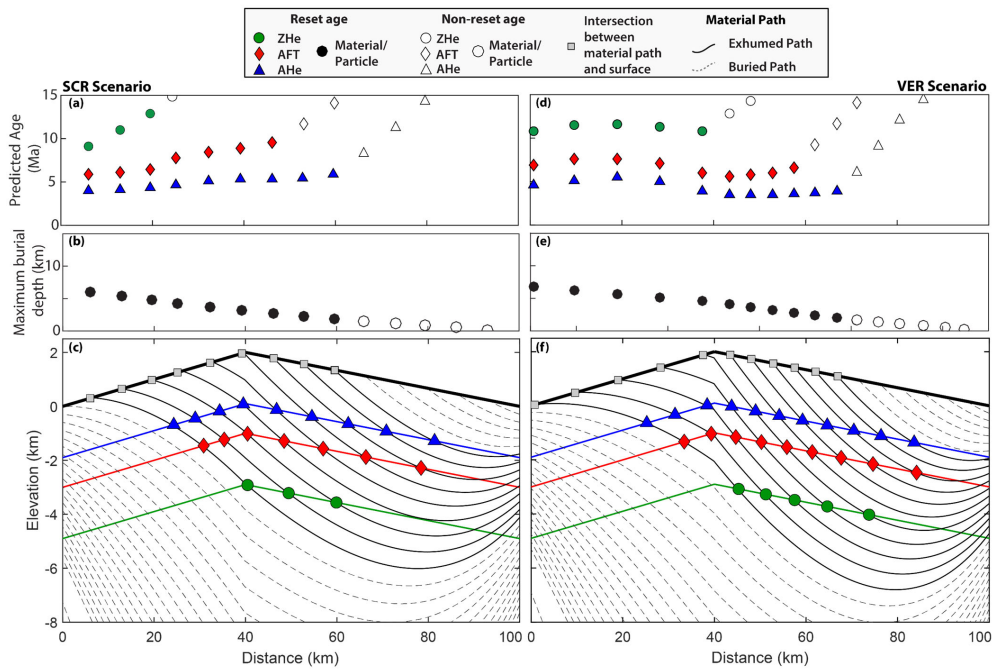 Reset age
Non-reset age
Intersection between material path and surface
Material Path
ZHe
AFT
AHe
Material/
Particle
ZHe
AFT
AHe
Material/
Particle
Exhumed Path
Buried Path
SCR Scenario
VER Scenario
Predicted Age
(Ma)
15
10
5
0
(a)
(d)
Maximum burial
depth (km)
10
0
(b)
(e)
Elevation (km)
2
0
-2
-4
-6
-8
(c)
(f)
0
20
40
60
80
100
0
20
40
60
80
100
Distance (km)
Distance (km)